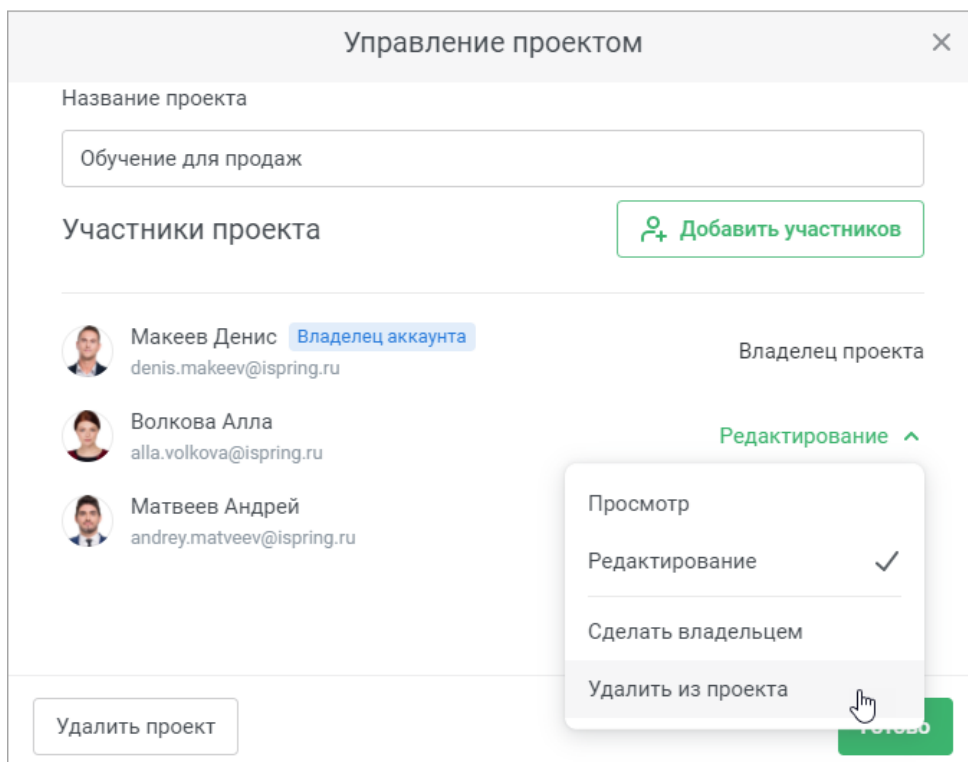 Управление проектом
Название проекта
Обучение для продаж
Участники проекта
Добавить участников
Макеев Денис Владелец аккаунта
denis.makeev@ispring.ru
Владелец проекта
Волкова Алла
alla.volkova@ispring.ru
Редактирование
Матвеев Андрей
andrey.matveev@ispring.ru
Просмотр
Редактирование
Сделать владельцем
Удалить из проекта
Удалить проект
Готово